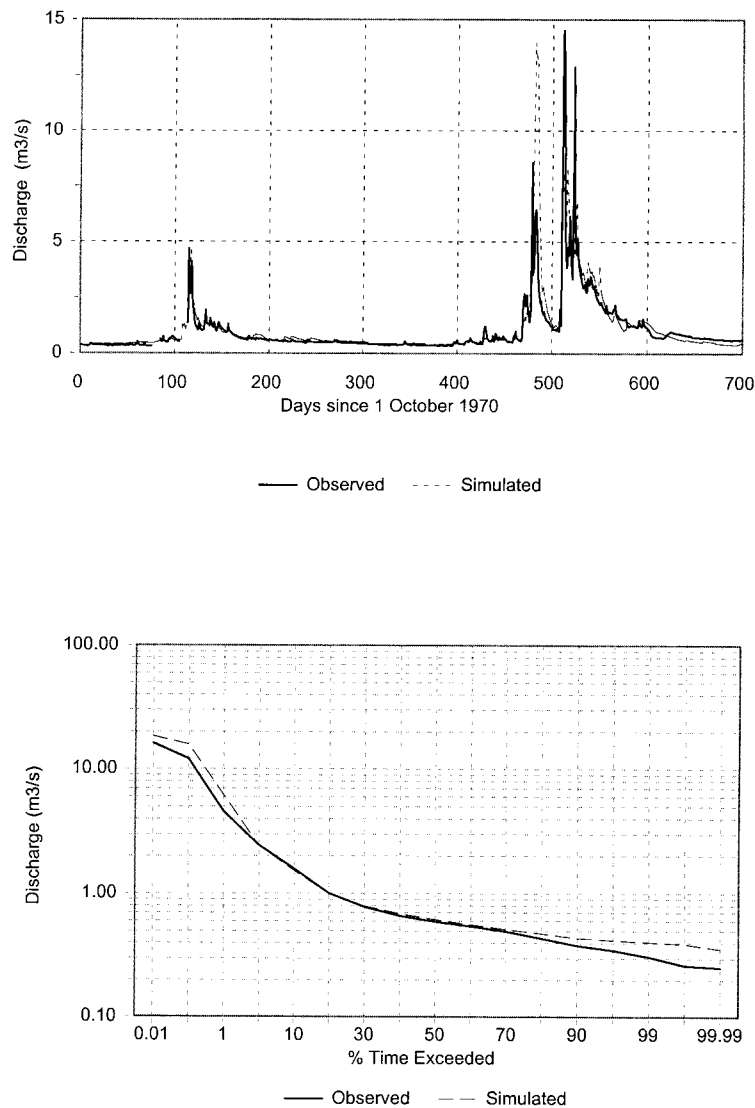 15
10
5
0
Discharge (m3/s)
0 100 200 300 400 500 600 700
Days since 1 October 1970
Observed Simulated
100.00
10.00
1.00
0.10
Discharge (m3/s)
0.01 1 10 30 50 70 90 99 99.99
% Time Exceeded
Observed Simulated